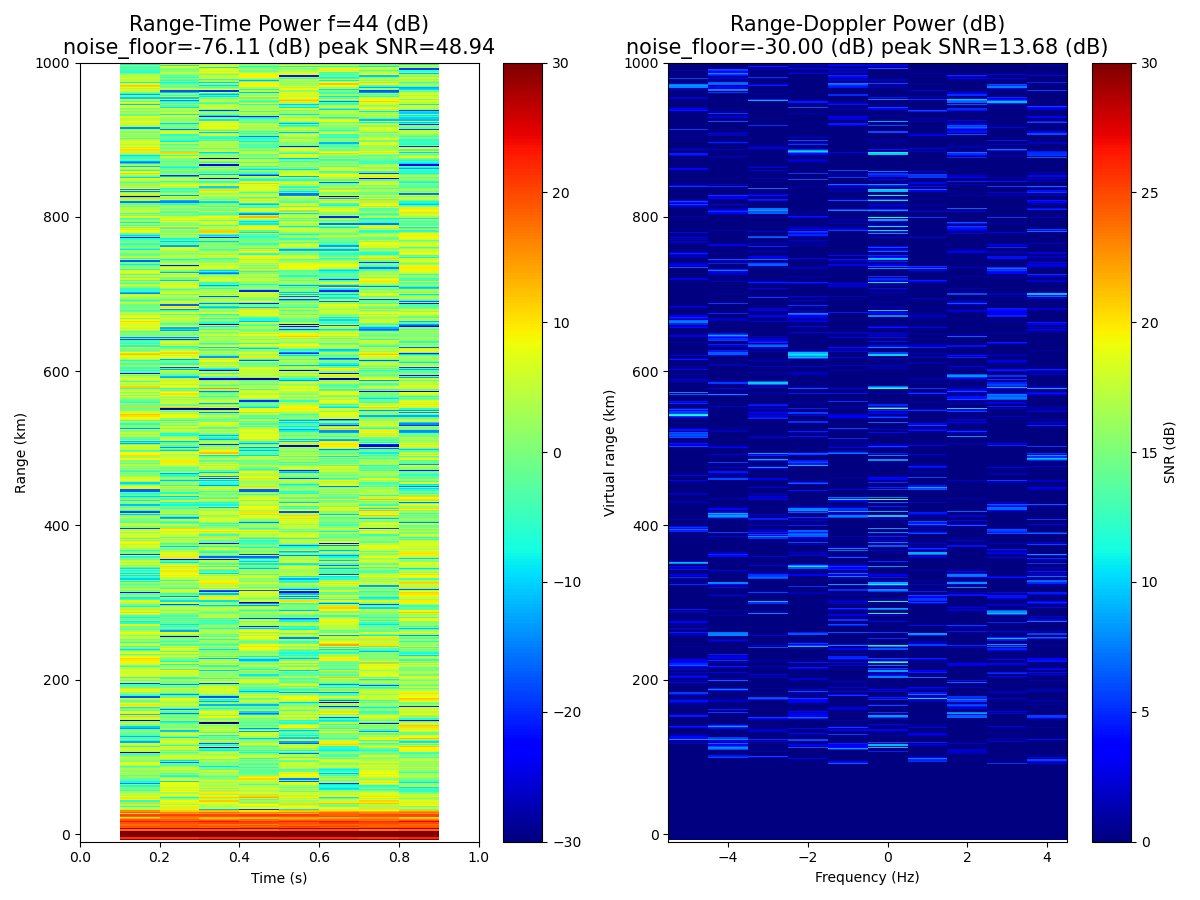 Range-Time Power f=44 (dB)
noise_floor=-76.11 (dB) peak SNR=48.94
Range-Doppler Power (dB)
noise_floor=-30.00 (dB) peak SNR=13.68 (dB)
1000
800
600
400
200
0
Range (km)
0.0 0.2 0.4 0.6 0.8 1.0
Time (s)
30
20
10
0
−10
−20
−30
1000
800
600
400
200
0
Virtual range (km)
−4 −2 0 2 4
Frequency (Hz)
30
25
20
15
10
5
0
SNR (dB)